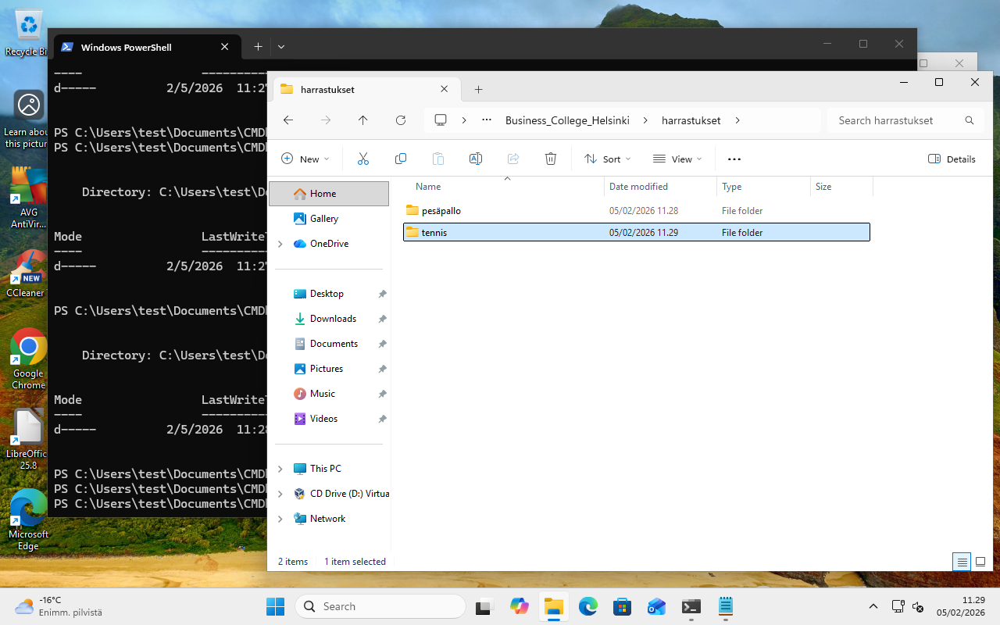 Recycle Bi
Learn abou
this pictur
AVG
AntiVir...
NEW
CCleaner
Google
Chrome
LibreOffic
25.8
Microsoft
Edge
Windows PowerShell
---- ----------
d----- 2/5/2026 11:2
PS C:\Users\test\Documents\CMD
PS C:\Users\test\Documents\CMD
Directory: C:\Users\test\Do
Mode LastWriteT
---- ----------
d----- 2/5/2026 11:2
PS C:\Users\test\Documents\CMD
Directory: C:\Users\test\Do
Mode LastWriteT
---- ----------
d----- 2/5/2026 11:28
PS C:\Users\test\Documents\CMD
PS C:\Users\test\Documents\CMD
PS C:\Users\test\Documents\CMD
harrastukset
Business_College_Helsinki > harrastukset >
Search harrastukset
New
Sort
View
Details
Name Date modified Type Size
pesäpallo 05/02/2026 11.28 File folder
tennis 05/02/2026 11.29 File folder
Home
Gallery
OneDrive
Desktop
Downloads
Documents
Pictures
Music
Videos
This PC
CD Drive (D:) Virtua
Network
2 items 1 item selected
-16°C
Enimm. pilvistä
Search
11.29
05/02/2026